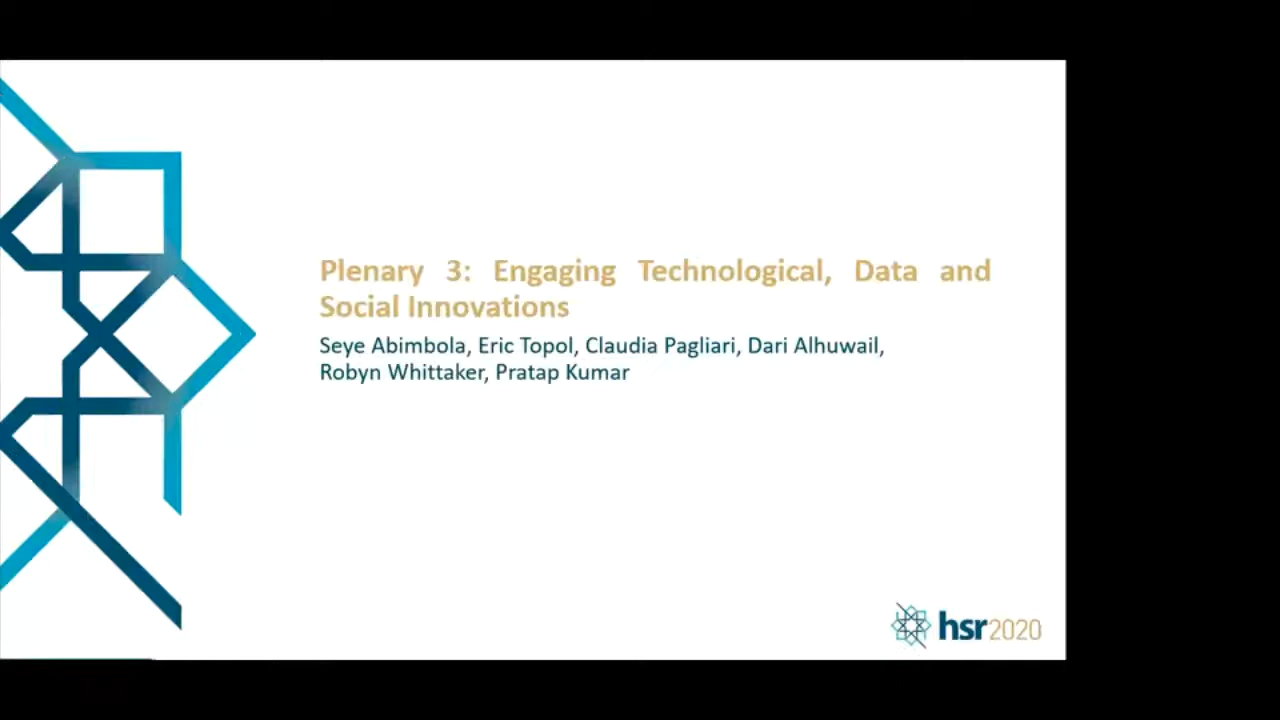 Plenary 3: Engaging Technological, Data and
Social Innovations
Seye Abimbola, Eric Topol, Claudia Pagliari, Dari Alhuwail,
Robyn Whittaker, Pratap Kumar
hsr2020